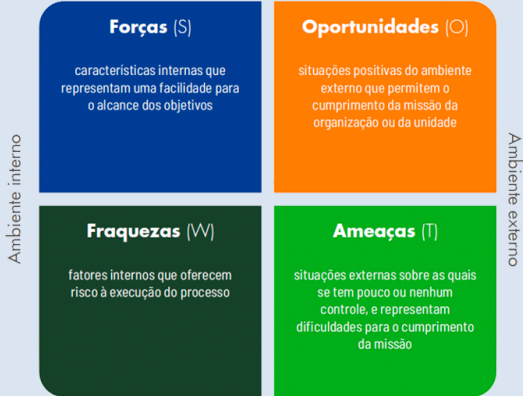 Ambiente interno
Forças (S)
características internas que
representam uma facilidade para
o alcance dos objetivos
Oportunidades (O)
situações positivas do ambiente
externo que permitem o
cumprimento da missão da
organização ou da unidade
Fraquezas (W)
fatores internos que oferecem
risco à execução do processo
Ameaças (T)
situações externas sobre as quais
se tem pouco ou nenhum
controle, e representam
dificuldades para o cumprimento
da missão
Ambiente externo